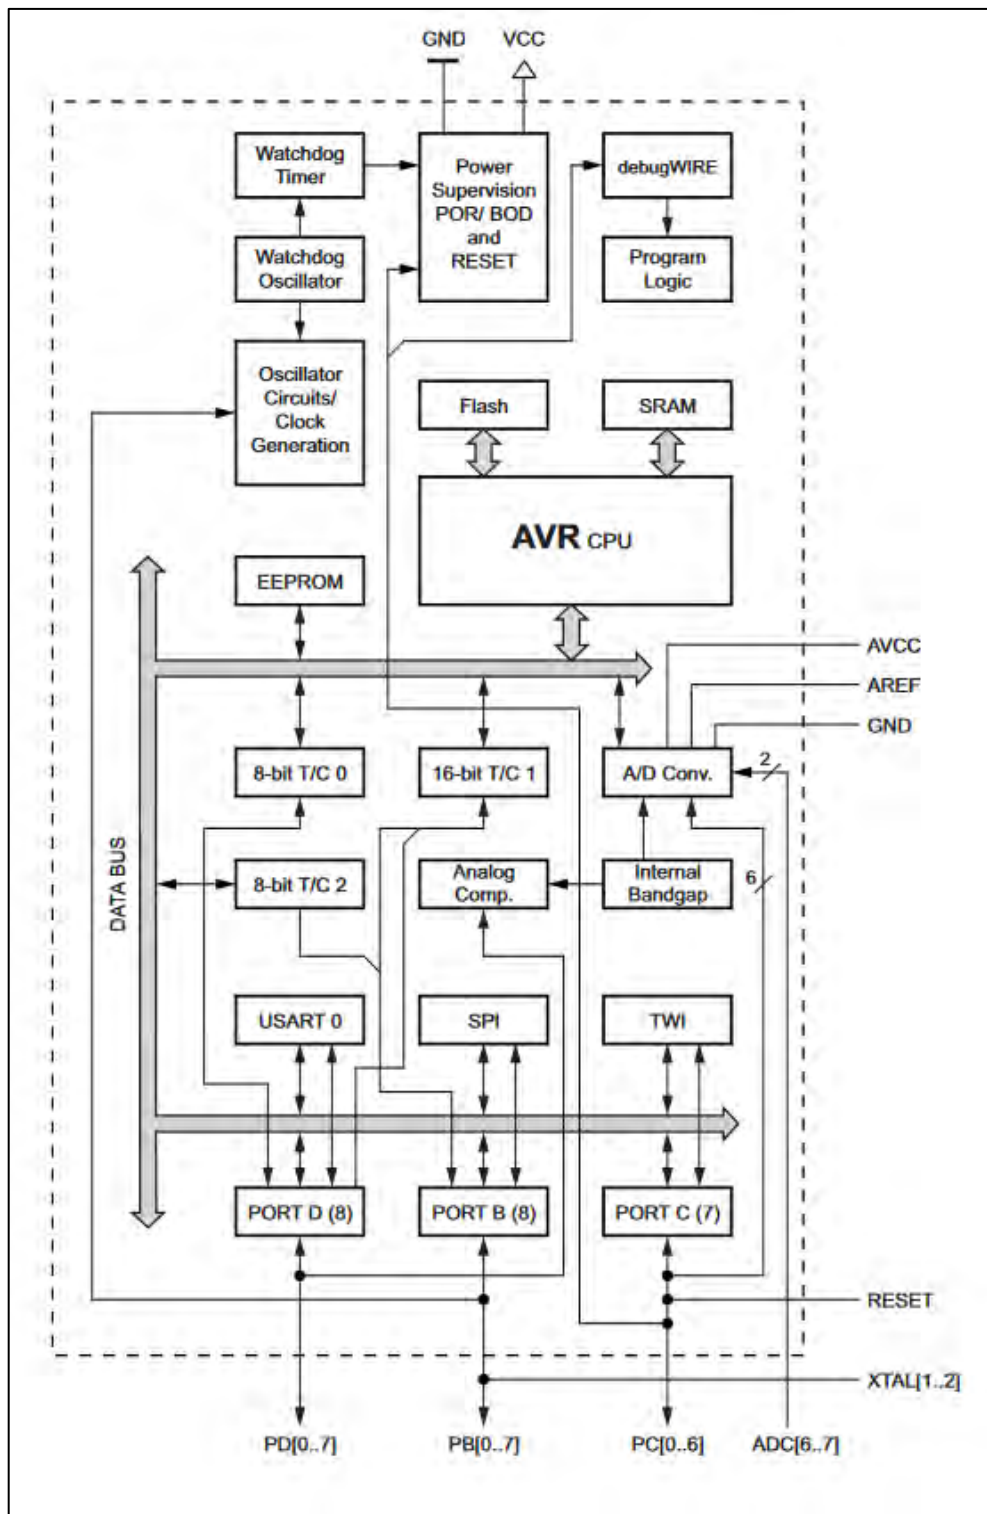 GND
VCC
Watchdog
Timer
Power
Supervision
POR/ BOD
and
RESET
debugWIRE
Watchdog
Oscillator
Program
Logic
Oscillator
Circuits/
Clock
Generation
Flash
SRAM
AVR CPU
EEPROM
AVCC
AREF
GND
8-bit T/C 0
16-bit T/C 1
A/D Conv.
2
DATA BUS
8-bit T/C 2
Analog
Comp.
Internal
Bandgap
6
USART 0
SPI
TWI
PORT D (8)
PORT B (8)
PORT C (7)
RESET
XTAL[1..2]
PD[0..7]
PB[0..7]
PC[0..6]
ADC[6..7]